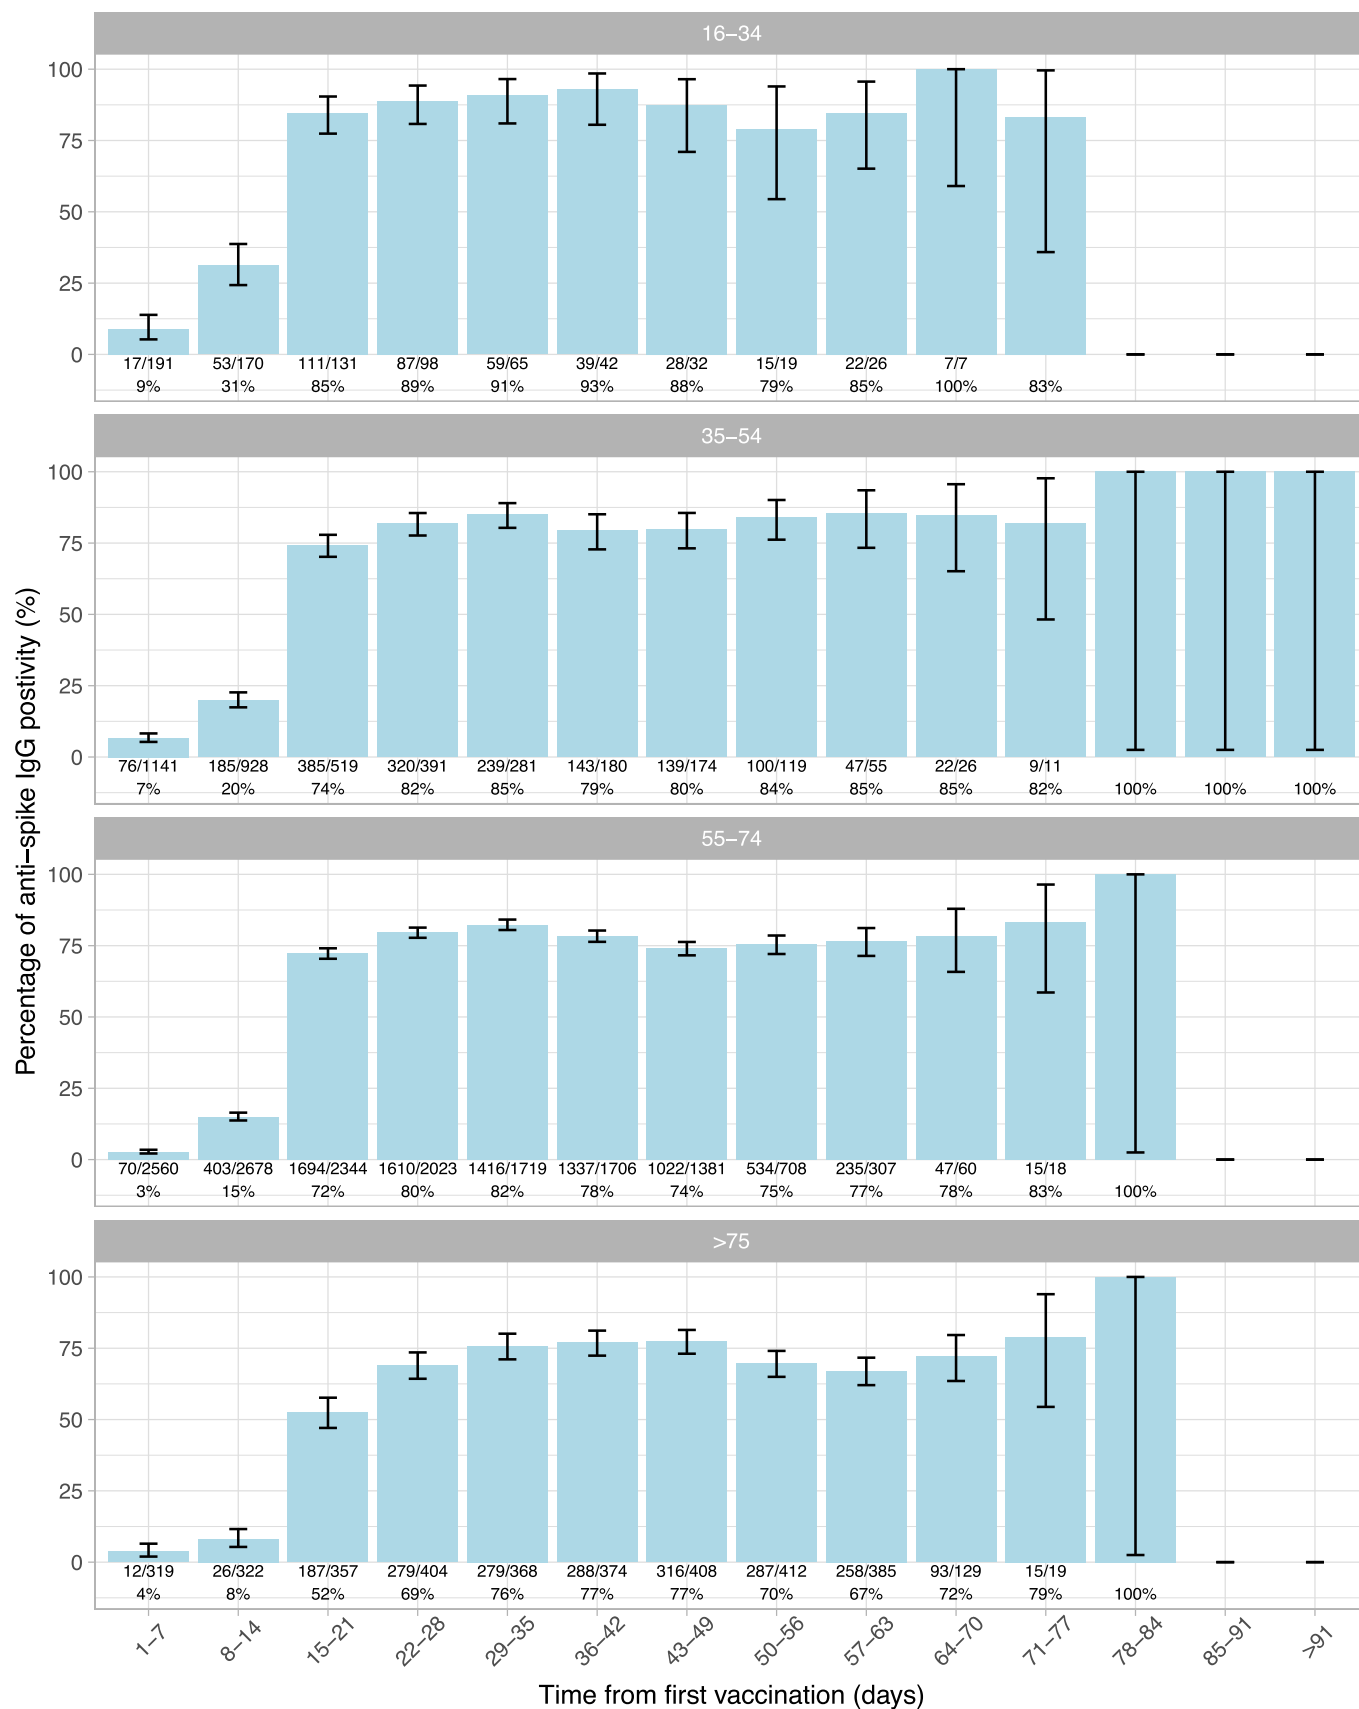 16−34
100
75
50
25
0
17/191 53/170 111/131 87/98 59/65 39/42 28/32 15/19 22/26 7/7
9% 31% 85% 89% 91% 93% 88% 79% 85% 100% 83%
35−54
100
75
50
25
0
76/1141 185/928 385/519 320/391 239/281 143/180 139/174 100/119 47/55 22/26 9/11
7% 20% 74% 82% 85% 79% 80% 84% 85% 85% 82% 100% 100% 100%
55−74
100
75
50
25
0
70/2560 403/2678 1694/2344 1610/2023 1416/1719 1337/1706 1022/1381 534/708 235/307 47/60 15/18
3% 15% 72% 80% 82% 78% 74% 75% 77% 78% 83% 100%
>75
100
75
50
25
0
12/319 26/322 187/357 279/404 279/368 288/374 316/408 287/412 258/385 93/129 15/19
4% 8% 52% 69% 76% 77% 77% 70% 67% 72% 79% 100%
1−7 8−14 15−21 22−28 29−35 36−42 43−49 50−56 57−63 64−70 71−77 78−84 85−91 >91
Time from first vaccination (days)
Percentage of anti−spike IgG postivity (%)